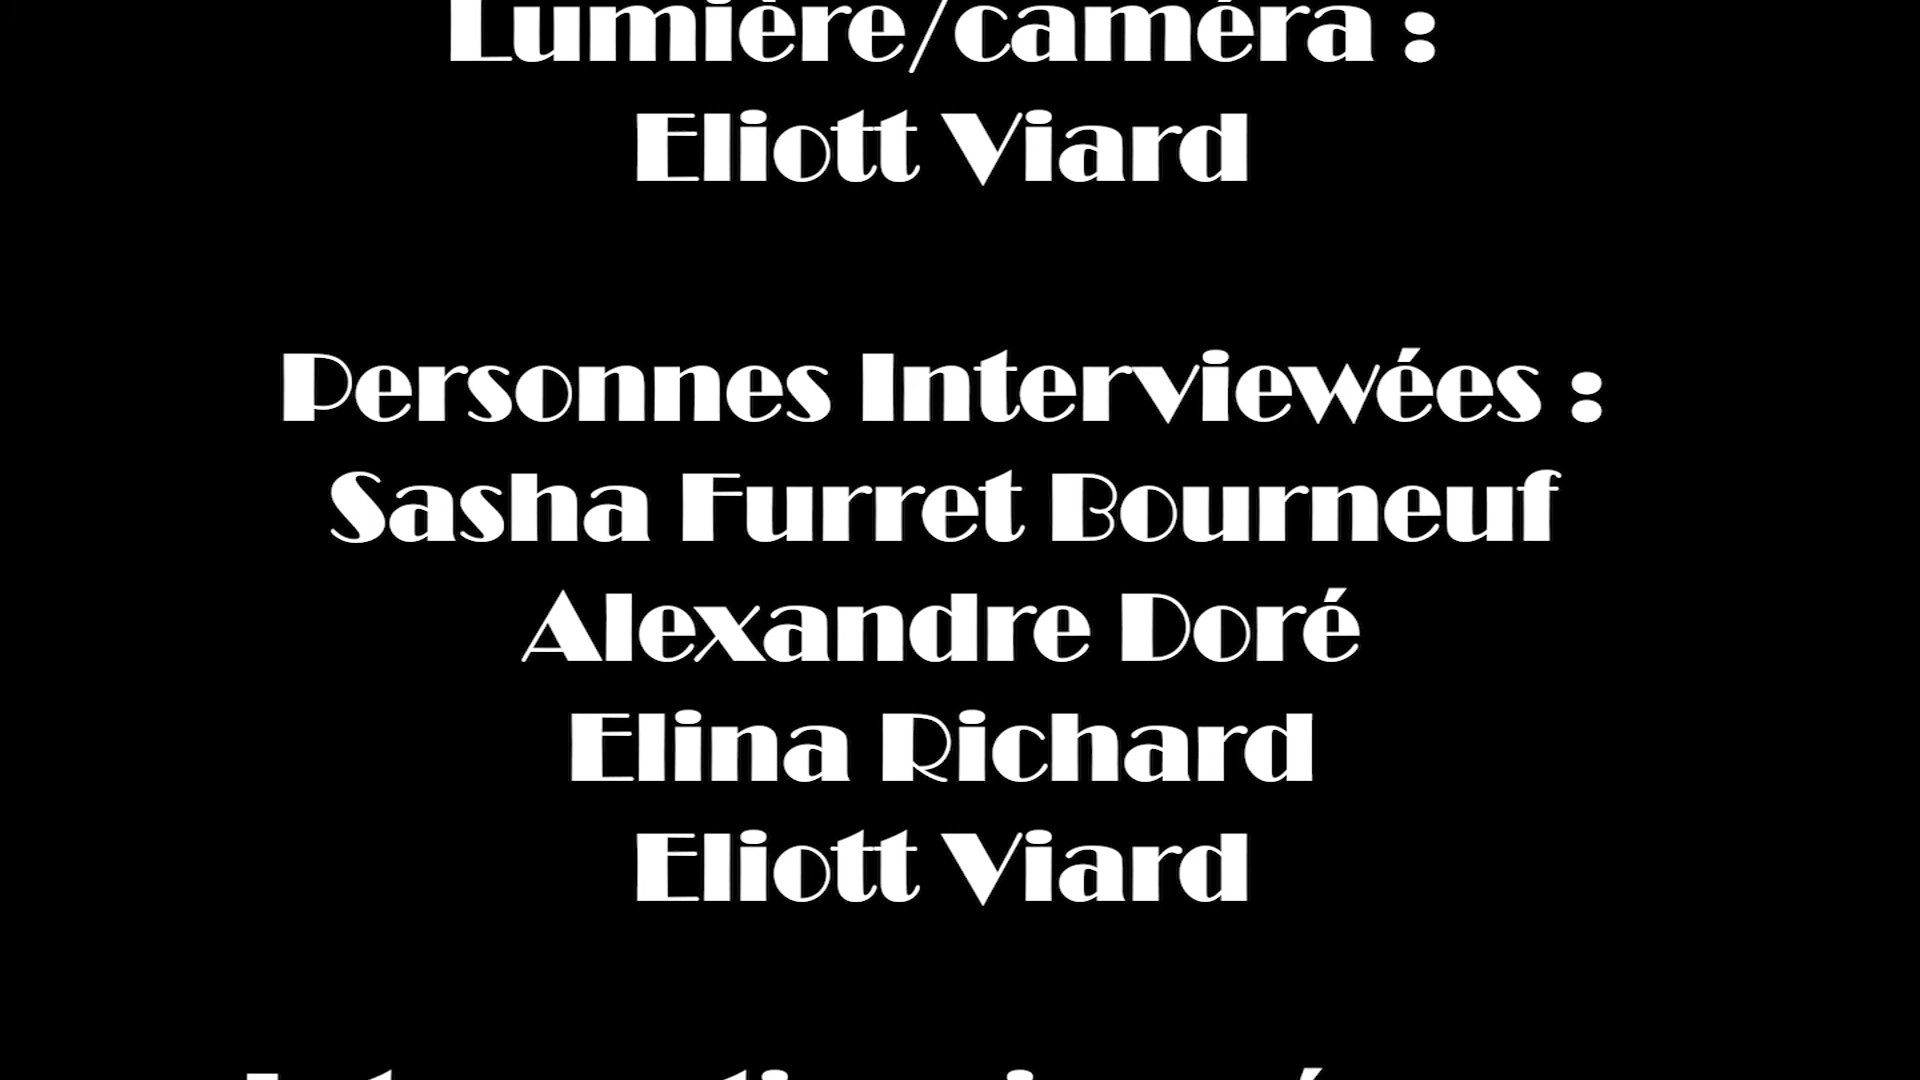 Lumière/caméra :
Eliott Viard
Personnes Interviewées :
Sasha Furret Bourneuf
Alexandre Doré
Elina Richard
Eliott Viard